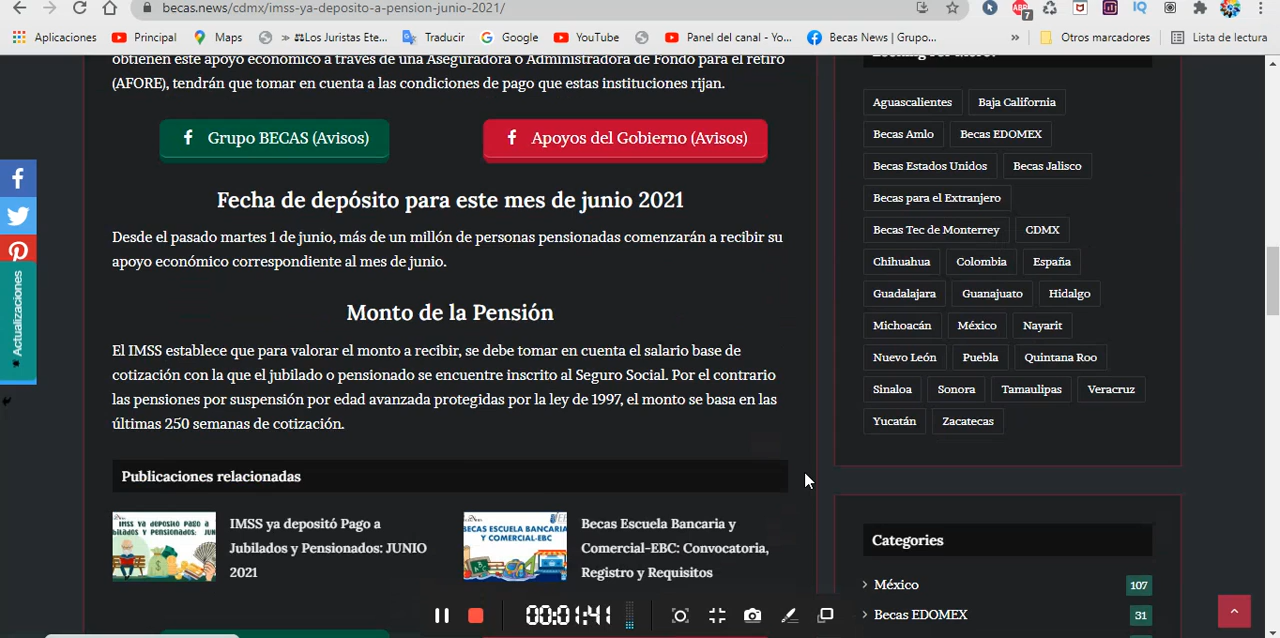 becas.news/cdmx/imss-ya-deposito-a-pension-junio-2021/
Aplicaciones
Principal
Maps
» ⚖Los Juristas Ete...
Traducir
Google
YouTube
Panel del canal - Yo...
Becas News | Grupo...
»
Otros marcadores
Lista de lectura
obtienen este apoyo económico a través de una Aseguradora o Administradora de Fondo para el retiro
(AFORE), tendrán que tomar en cuenta a las condiciones de pago que estas instituciones rijan.
Grupo BECAS (Avisos)
Apoyos del Gobierno (Avisos)
Fecha de depósito para este mes de junio 2021
Desde el pasado martes 1 de junio, más de un millón de personas pensionadas comenzarán a recibir su
apoyo económico correspondiente al mes de junio.
Monto de la Pensión
El IMSS establece que para valorar el monto a recibir, se debe tomar en cuenta el salario base de
cotización con la que el jubilado o pensionado se encuentre inscrito al Seguro Social. Por el contrario
las pensiones por suspensión por edad avanzada protegidas por la ley de 1997, el monto se basa en las
últimas 250 semanas de cotización.
Publicaciones relacionadas
IMSS ya depositó Pago a
Jubilados y Pensionados: JUNIO
2021
BECAS ESCUELA BANCARIA
Y COMERCIAL-EBC
Becas Escuela Bancaria y
Comercial-EBC: Convocatoria,
Registro y Requisitos
Actualizaciones
Aguascalientes
Baja California
Becas Amlo
Becas EDOMEX
Becas Estados Unidos
Becas Jalisco
Becas para el Extranjero
Becas Tec de Monterrey
CDMX
Chihuahua
Colombia
España
Guadalajara
Guanajuato
Hidalgo
Michoacán
México
Nayarit
Nuevo León
Puebla
Quintana Roo
Sinaloa
Sonora
Tamaulipas
Veracruz
Yucatán
Zacatecas
Categories
México
107
Becas EDOMEX
31
00:01:41